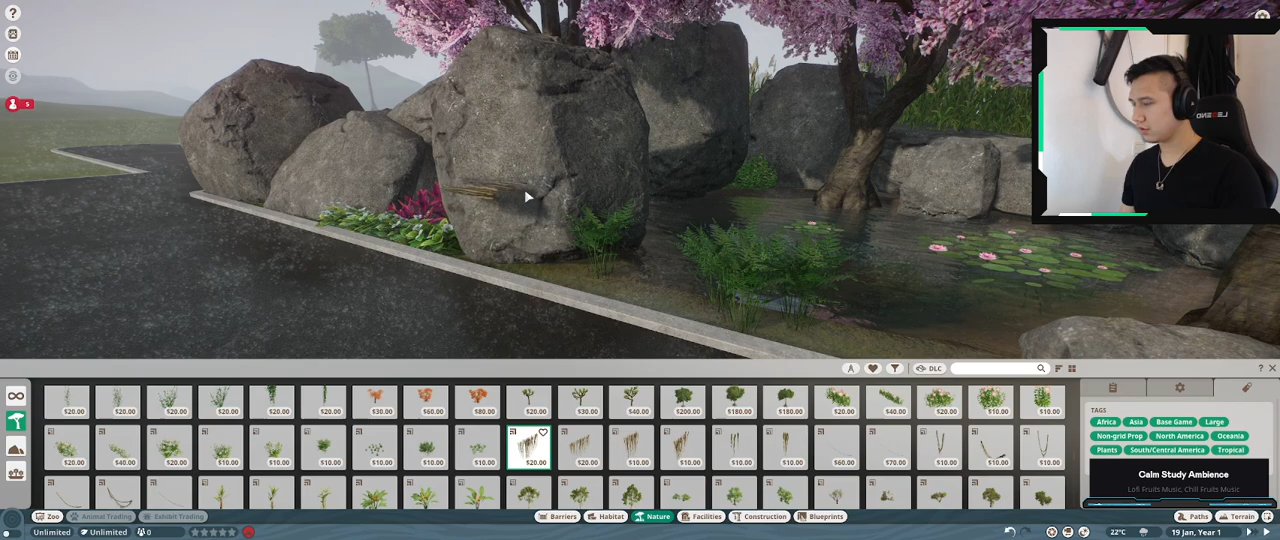 ?
5
LEGEND
DLC
? ×
$20.00 $20.00 $20.00 $20.00 $20.00 $20.00 $30.00 $60.00 $80.00 $20.00 $30.00 $40.00 $200.00 $180.00 $180.00 $20.00 $40.00 $20.00 $10.00 $10.00
$20.00 $40.00 $20.00 $10.00 $10.00 $10.00 $10.00 $10.00 $10.00 $20.00 $20.00 $10.00 $10.00 $10.00 $10.00 $60.00 $70.00 $10.00 $10.00 $10.00
TAGS
Africa Asia Base Game Large
Non-grid Prop North America Oceania
Plants South/Central America Tropical
Calm Study Ambience
Lofi Fruits Music, Chill Fruits Music
Zoo Animal Trading Exhibit Trading Barriers Habitat Nature Facilities Construction Blueprints Paths Terrain
Unlimited Unlimited 0 22°C 19 Jan, Year 1